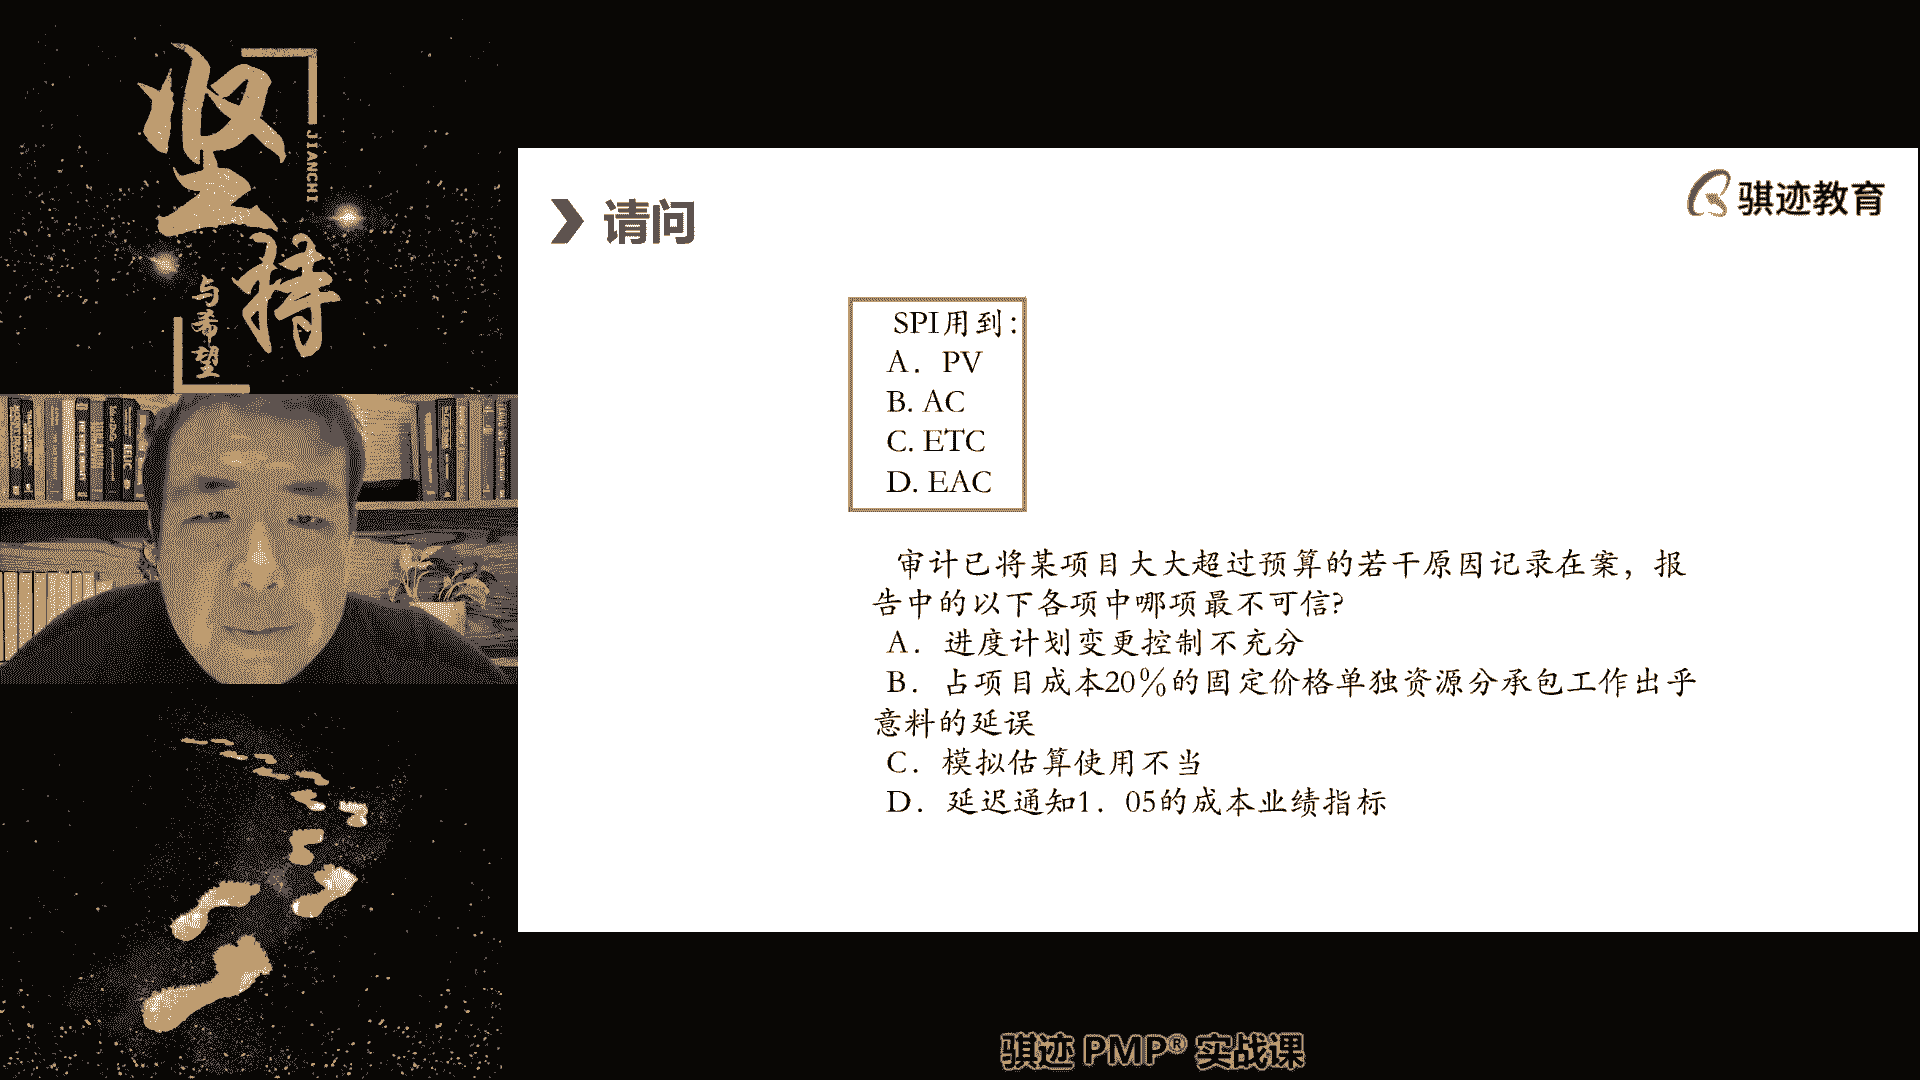 坚持
JIANCHI
与希望
请问
骐迹教育
SPI用到：
A．PV
B. AC
C. ETC
D. EAC
审计已将某项目大大超过预算的若干原因记录在案，报
告中的以下各项中哪项最不可信?
A．进度计划变更控制不充分
B．占项目成本20％的固定价格单独资源分承包工作出乎
意料的延误
C．模拟估算使用不当
D．延迟通知1．05的成本业绩指标
骐迹 PMP® 实战课